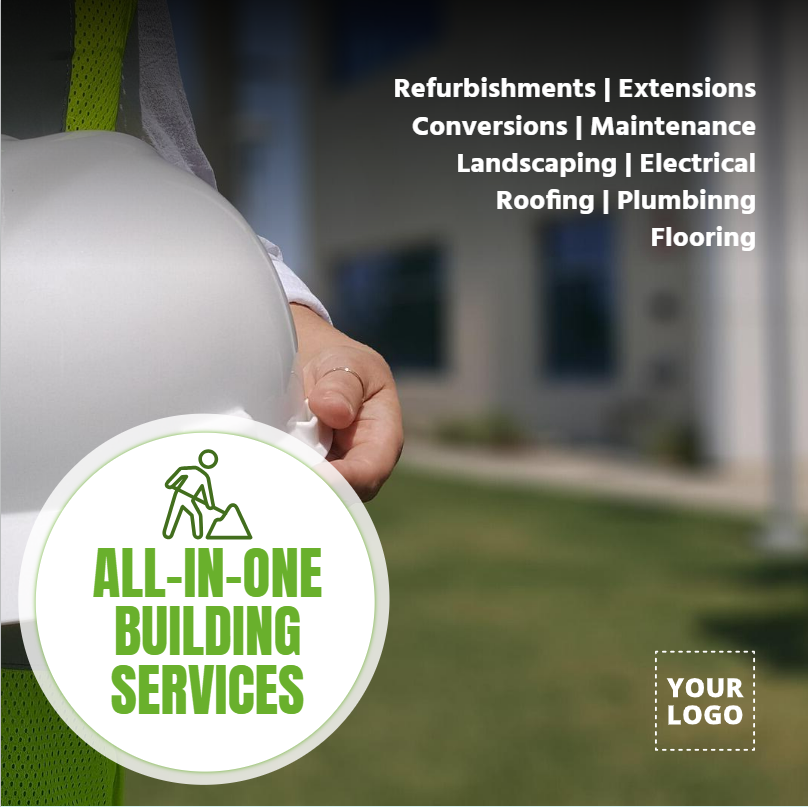 Refurbishments | Extensions
Conversions | Maintenance
Landscaping | Electrical
Roofing | Plumbinng
Flooring
ALL-IN-ONE
BUILDING
SERVICES
YOUR
LOGO